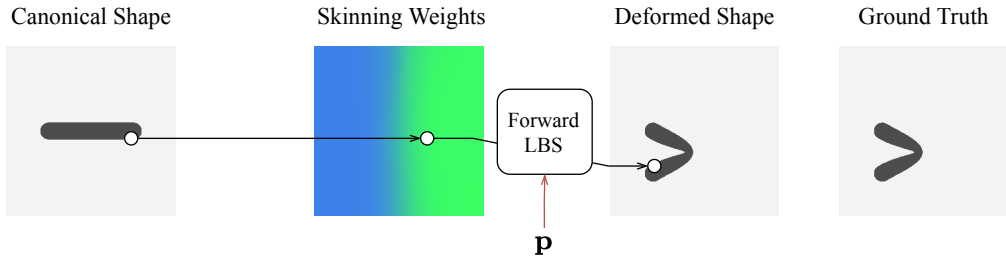 Canonical Shape
Skinning Weights
Deformed Shape
Ground Truth
Forward
LBS
p